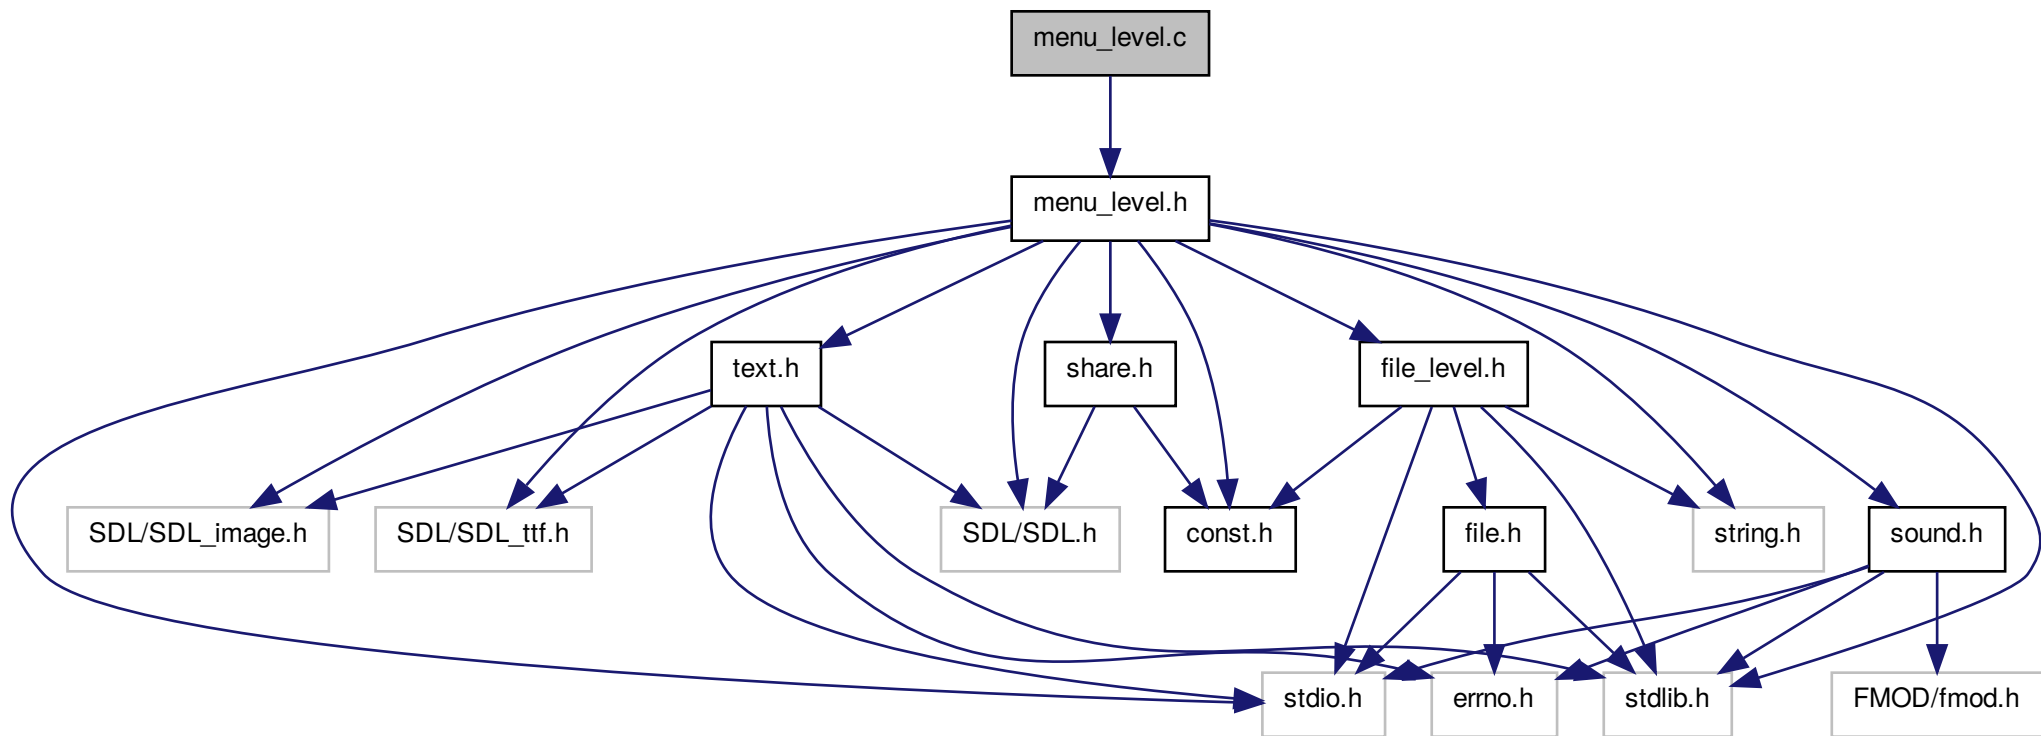 menu_level.c
menu_level.h
text.h
share.h
file_level.h
SDL/SDL_image.h
SDL/SDL_ttf.h
SDL/SDL.h
const.h
file.h
string.h
sound.h
stdio.h
errno.h
stdlib.h
FMOD/fmod.h